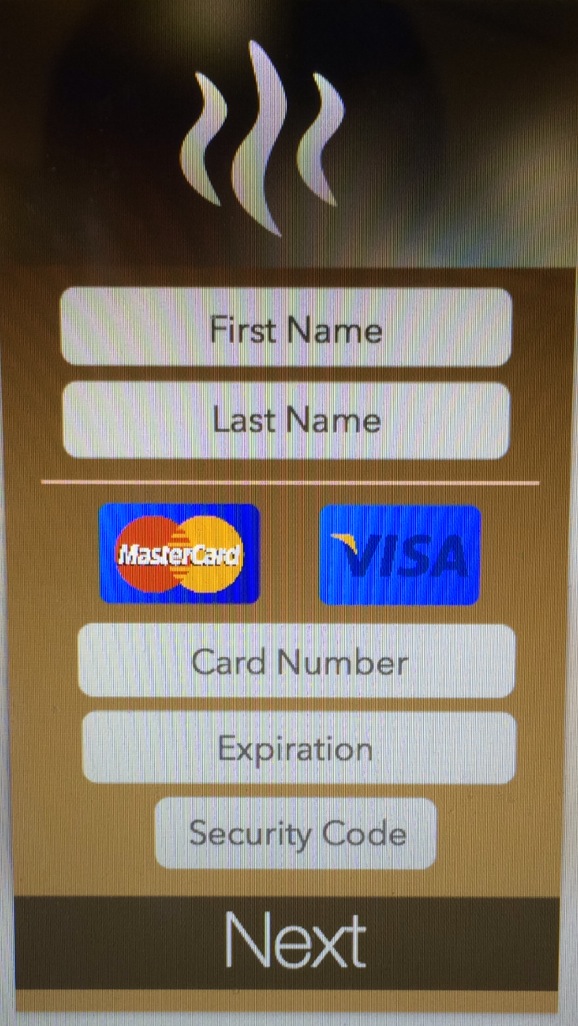 First Name
Last Name
MasterCard VISA
Card Number
Expiration
Security Code
Next